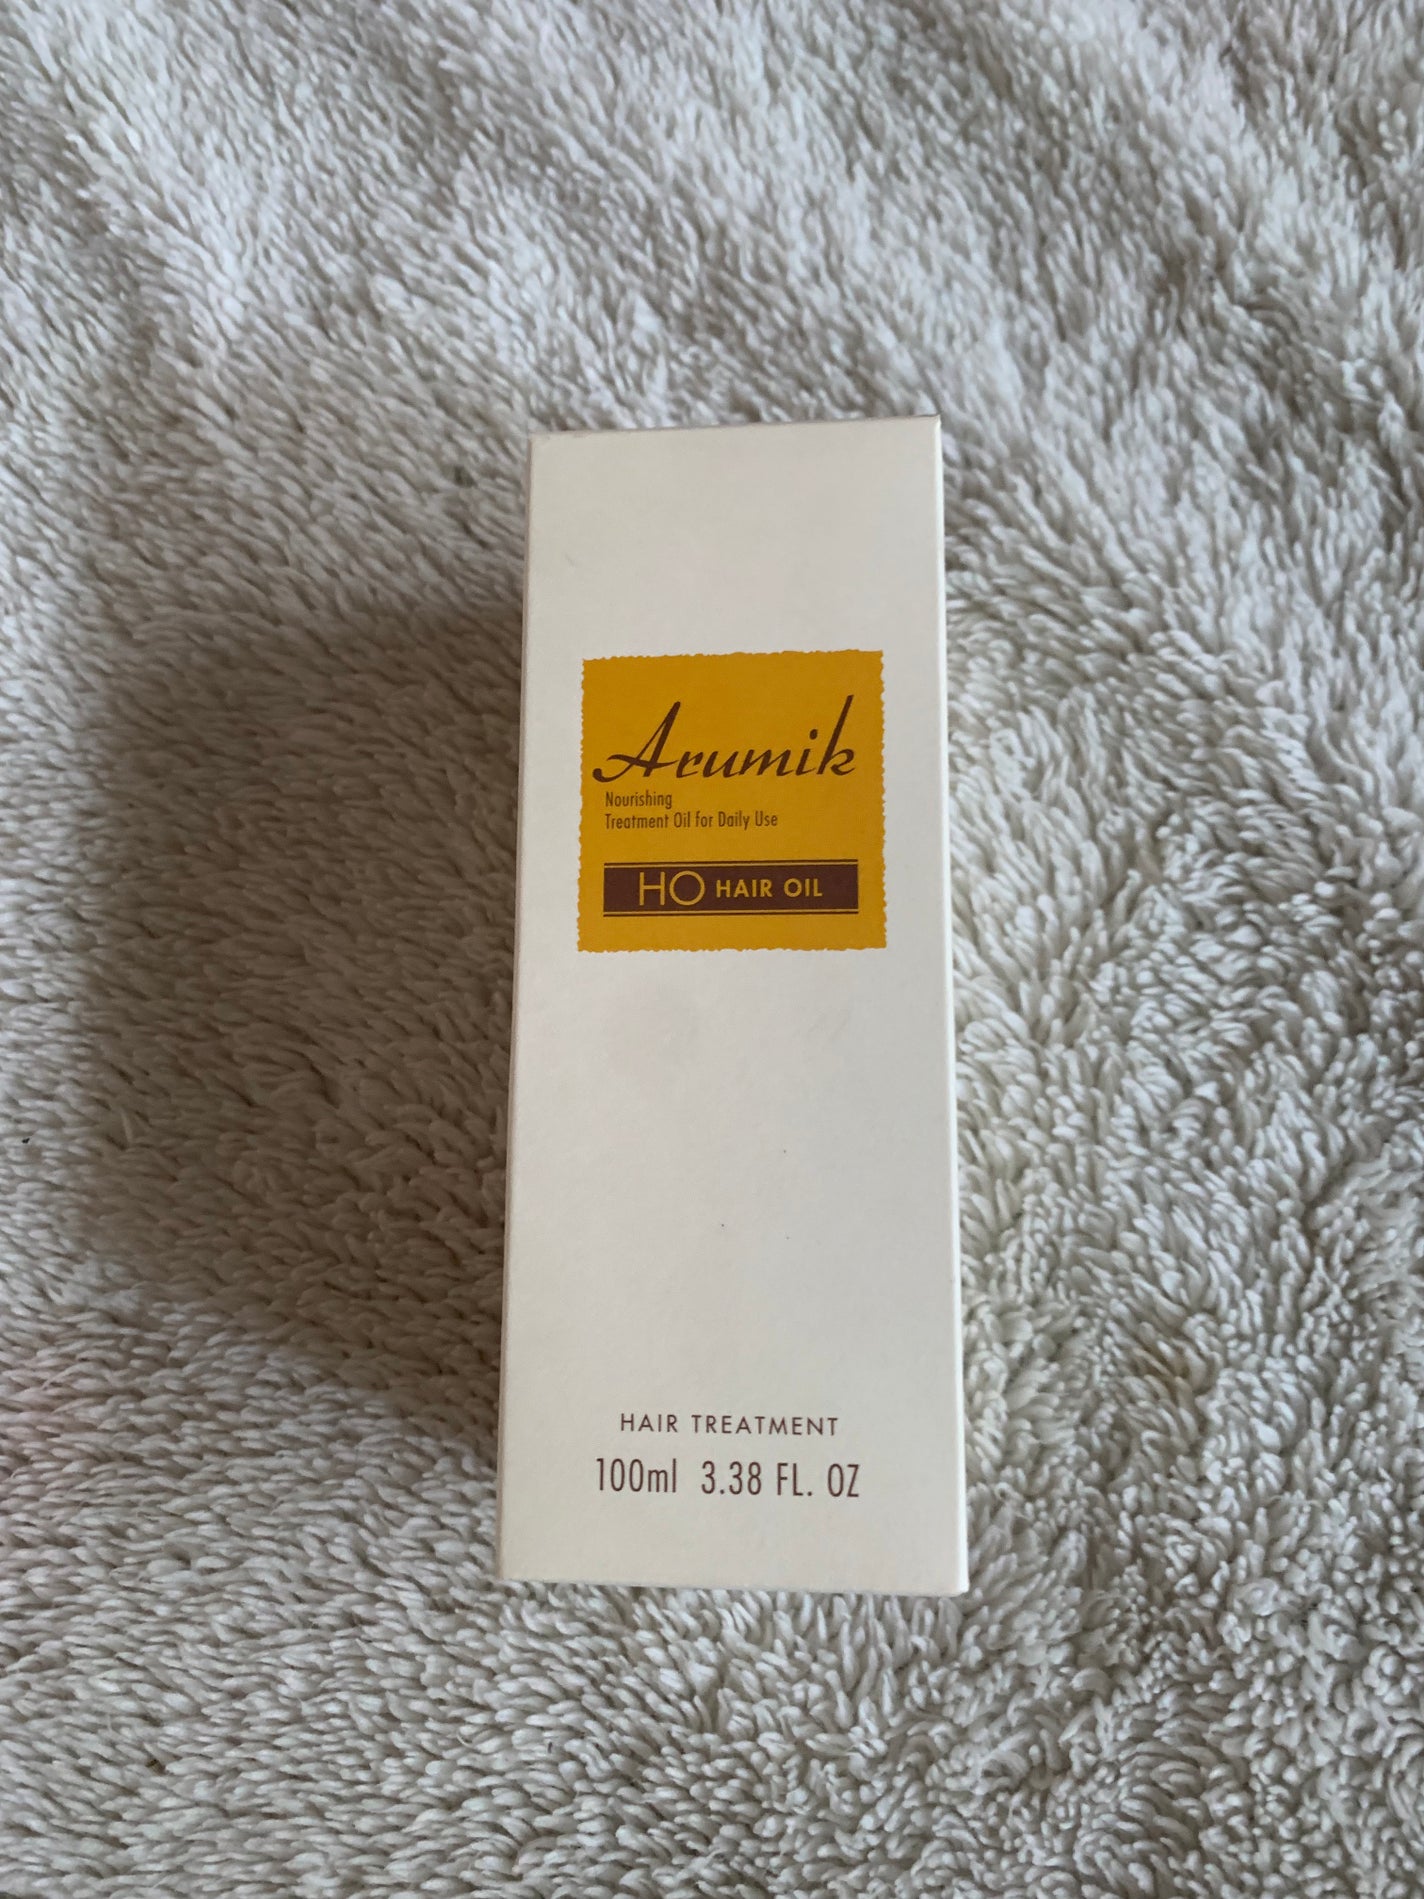 Arumik
Nourishing
Treatment Oil for Daily Use
HO HAIR OIL
HAIR TREATMENT
100ml 3.38 FL. OZ